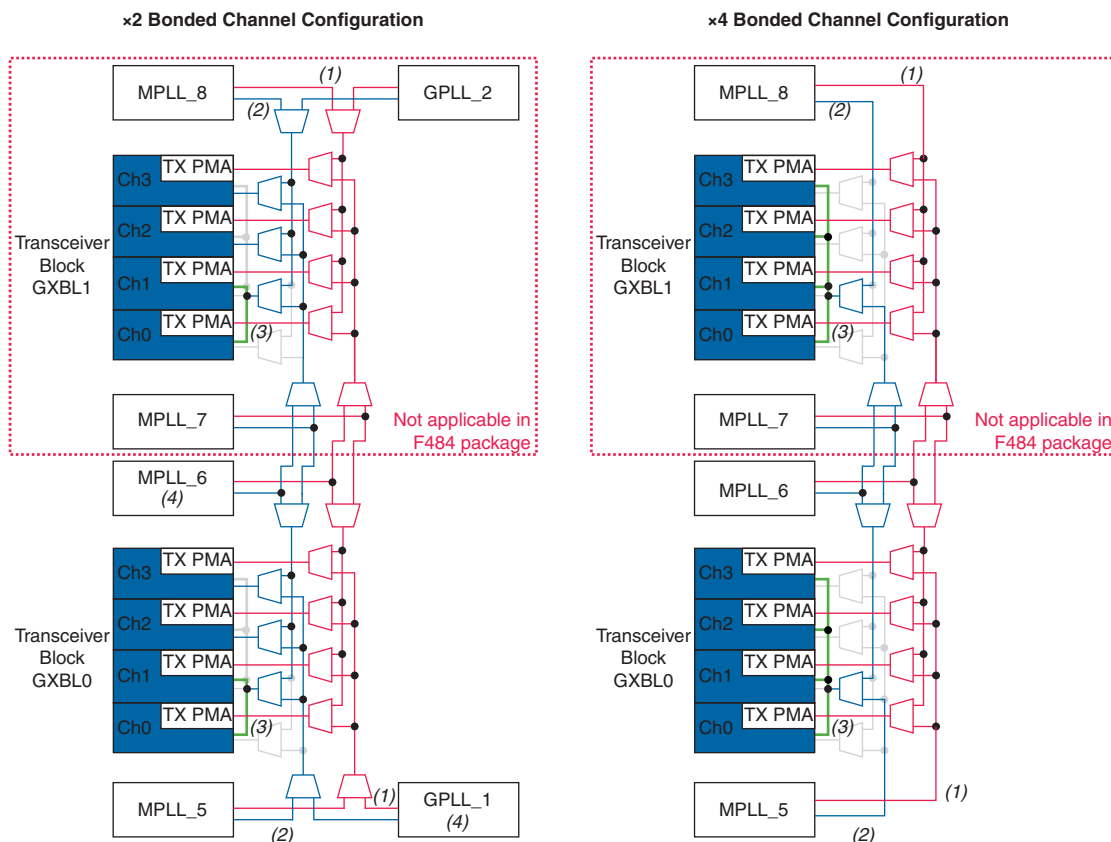 ×2 Bonded Channel Configuration
MPLL_8
(1)
(2)
GPLL_2
TX PMA
Ch3
TX PMA
Ch2
TX PMA
Ch1
TX PMA
Ch0
Transceiver
Block
GXBL1
(3)
MPLL_7
Not applicable in
F484 package
MPLL_6
(4)
TX PMA
Ch3
TX PMA
Ch2
TX PMA
Ch1
TX PMA
Ch0
Transceiver
Block
GXBL0
(3)
MPLL_5
(2)
(1)
GPLL_1
(4)
×4 Bonded Channel Configuration
MPLL_8
(1)
(2)
TX PMA
Ch3
TX PMA
Ch2
TX PMA
Ch1
TX PMA
Ch0
Transceiver
Block
GXBL1
(3)
MPLL_7
Not applicable in
F484 package
MPLL_6
TX PMA
Ch3
TX PMA
Ch2
TX PMA
Ch1
TX PMA
Ch0
Transceiver
Block
GXBL0
(3)
MPLL_5
(1)
(2)